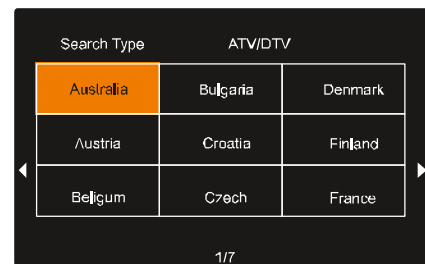 Search Type ATV/DTV
Australia Bulgaria Denmark
Austria Croatia Finland
Beligum Czech France
1/7